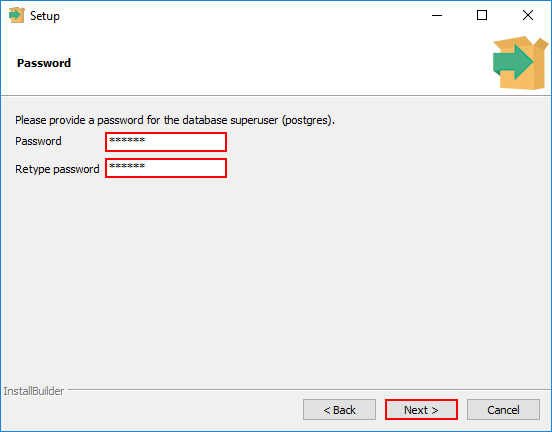 Setup
Password
Please provide a password for the database superuser (postgres).
Password ******
Retype password ******
InstallBuilder
< Back Next > Cancel